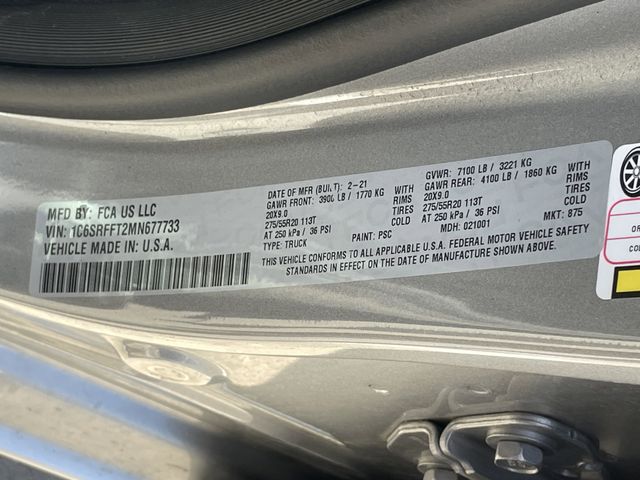 MFD BY: FCA US LLC
VIN: 1C6SRFFT2MN677733
VEHICLE MADE IN U.S.A.
DATE OF MFR (BUILT): 2-21
GAWR FRONT: 3900 LB / 1770 KG WITH
20X9.0 RIMS
275/55R20 113T TIRES
AT 250 kPa / 36 PSI COLD
TYPE: TRUCK
PAINT: PSC
GVWR: 7100 LB / 3221 KG
GAWR REAR: 4100 LB / 1860 KG WITH
20X9.0 RIMS
275/55R20 113T TIRES
AT 250 kPa / 36 PSI COLD
MDH: 021001
MKT: 875
THIS VEHICLE CONFORMS TO ALL APPLICABLE U.S.A. FEDERAL MOTOR VEHICLE SAFETY
STANDARDS IN EFFECT ON THE DATE OF MANUFACTURE SHOWN ABOVE.